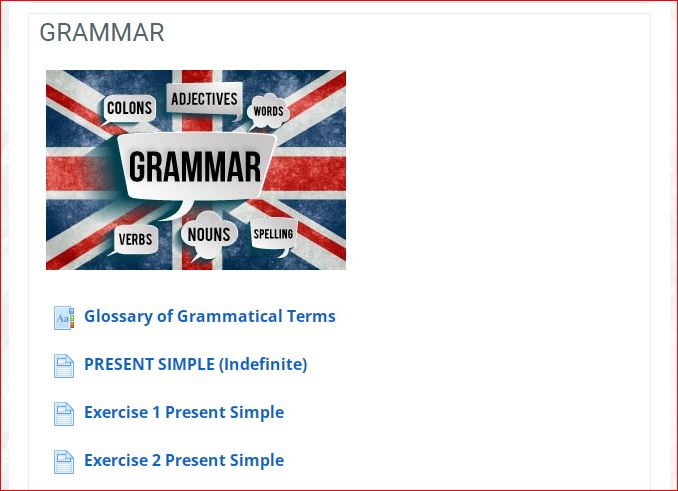 GRAMMAR
COLONS
ADJECTIVES
WORDS
GRAMMAR
VERBS
NOUNS
SPELLING
Aa
Glossary of Grammatical Terms
PRESENT SIMPLE (Indefinite)
Exercise 1 Present Simple
Exercise 2 Present Simple